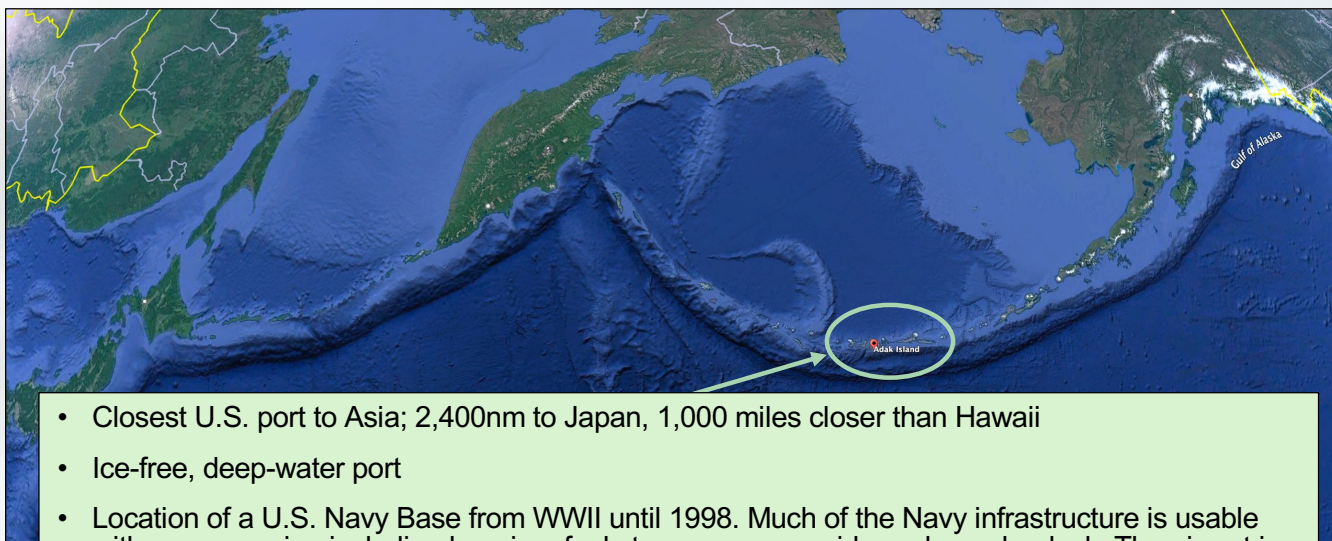 Gulf of Alaska
Adak Island
• Closest U.S. port to Asia; 2,400nm to Japan, 1,000 miles closer than Hawaii
• Ice-free, deep-water port
• Location of a U.S. Navy Base from WWII until 1998. Much of the Navy infrastructure is usable